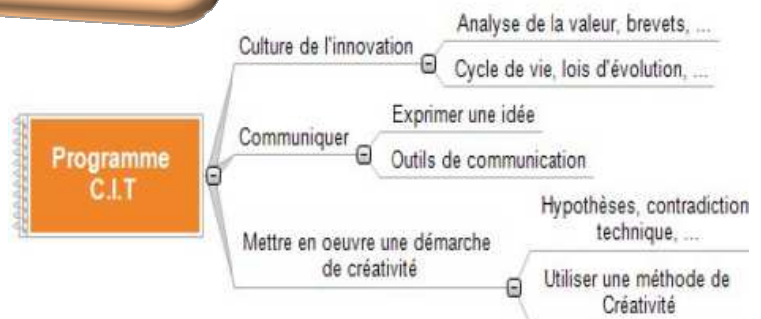 Programme
C.I.T
Culture de l'innovation
Analyse de la valeur, brevets, ...
Cycle de vie, lois d'évolution, ...
Communiquer
Exprimer une idée
Outils de communication
Mettre en oeuvre une démarche
de créativité
Hypothèses, contradiction
technique, ...
Utiliser une méthode de
Créativité